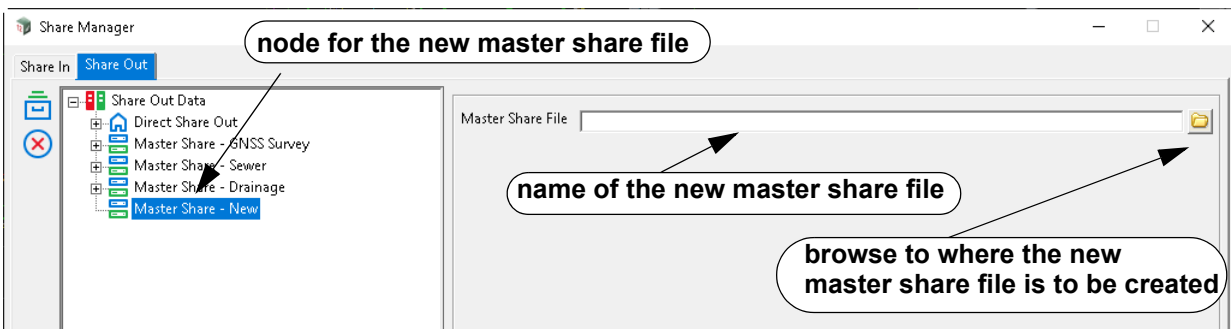 Share Manager
node for the new master share file
Share In
Share Out
Share Out Data
Direct Share Out
Master Share - GNSS Survey
Master Share - Sewer
Master Share - Drainage
Master Share - New
Master Share File
name of the new master share file
browse to where the new
master share file is to be created